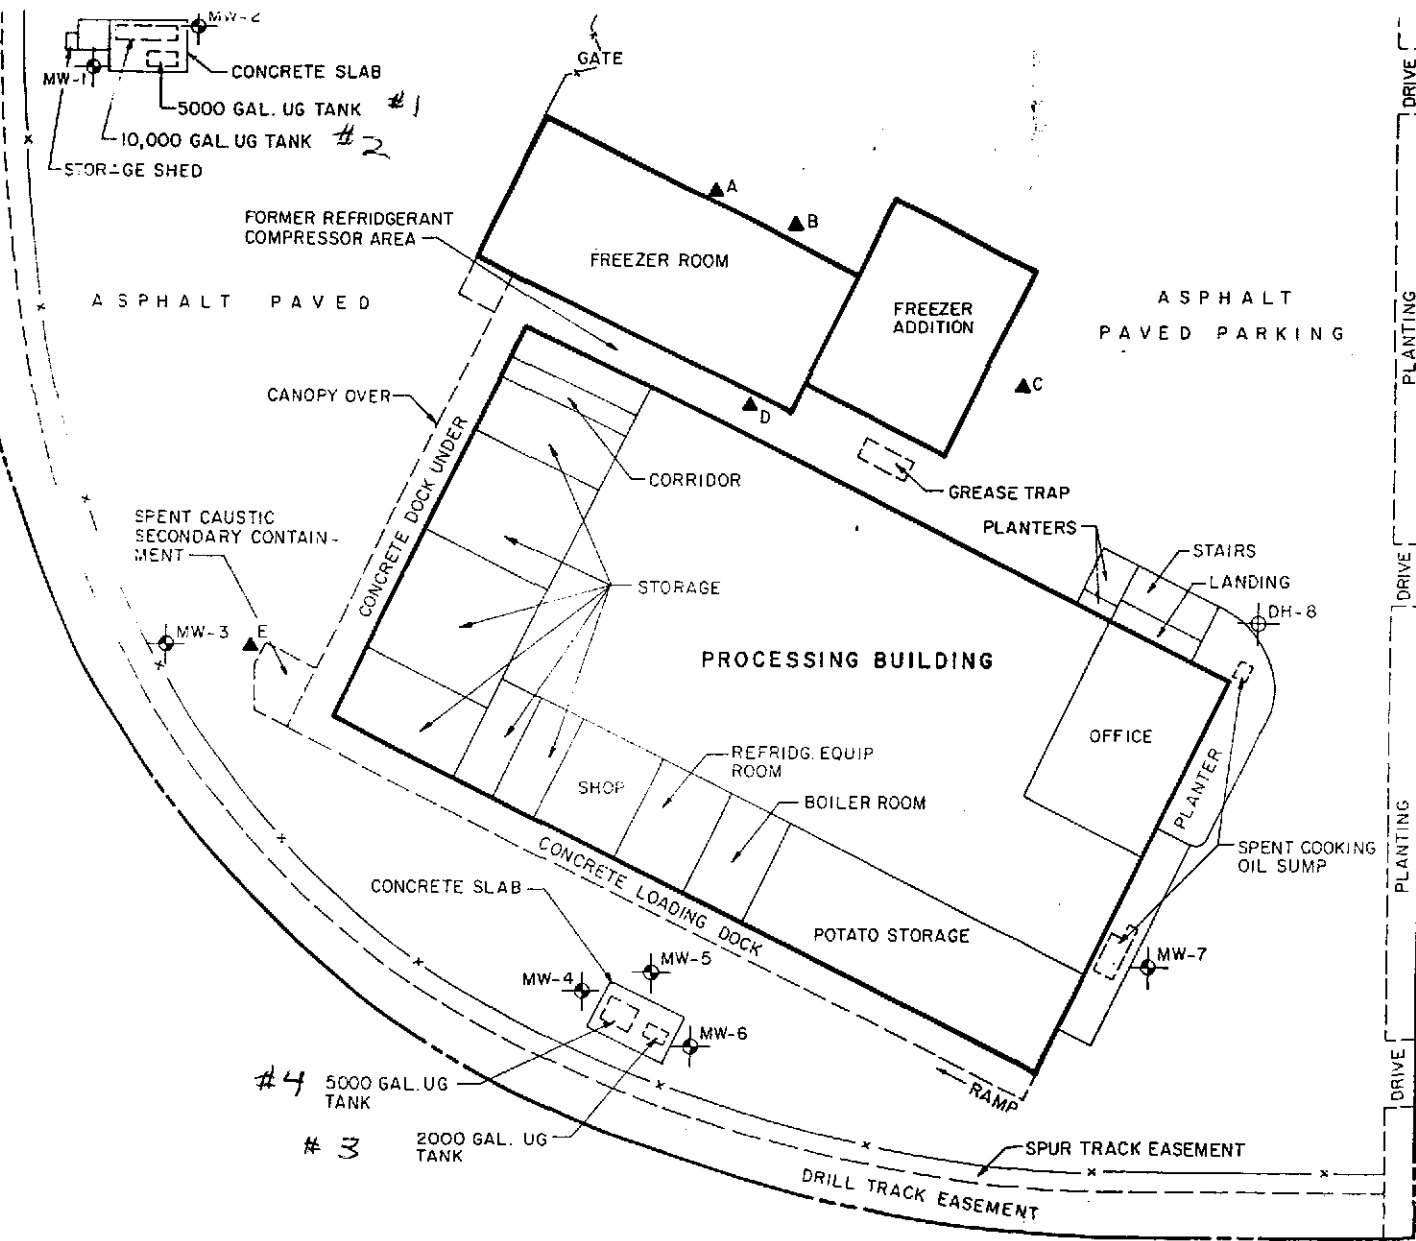 MW-2
MW-1
CONCRETE SLAB
5000 GAL. UG TANK #1
10,000 GAL. UG TANK #2
STORAGE SHED
GATE
DRIVE
PLANTING
A
B
FORMER REFRIDGERANT
COMPRESSOR AREA
FREEZER ROOM
FREEZER
ADDITION
ASPHALT PAVED
ASPHALT
PAVED PARKING
C
D
CANOPY OVER
CONCRETE DOCK UNDER
CORRIDOR
GREASE TRAP
PLANTERS
STAIRS
LANDING
DRIVE
DH-8
SPENT CAUSTIC
SECONDARY CONTAIN-
MENT
STORAGE
MW-3
E
PROCESSING BUILDING
OFFICE
PLANTER
REFRIDG. EQUIP
ROOM
SHOP
BOILER ROOM
PLANTING
SPENT COOKING
OIL SUMP
CONCRETE LOADING DOCK
CONCRETE SLAB
POTATO STORAGE
MW-5
MW-4
MW-7
MW-6
#4 5000 GAL. UG
TANK
#3 2000 GAL. UG
TANK
RAMP
DRIVE
SPUR TRACK EASEMENT
DRILL TRACK EASEMENT